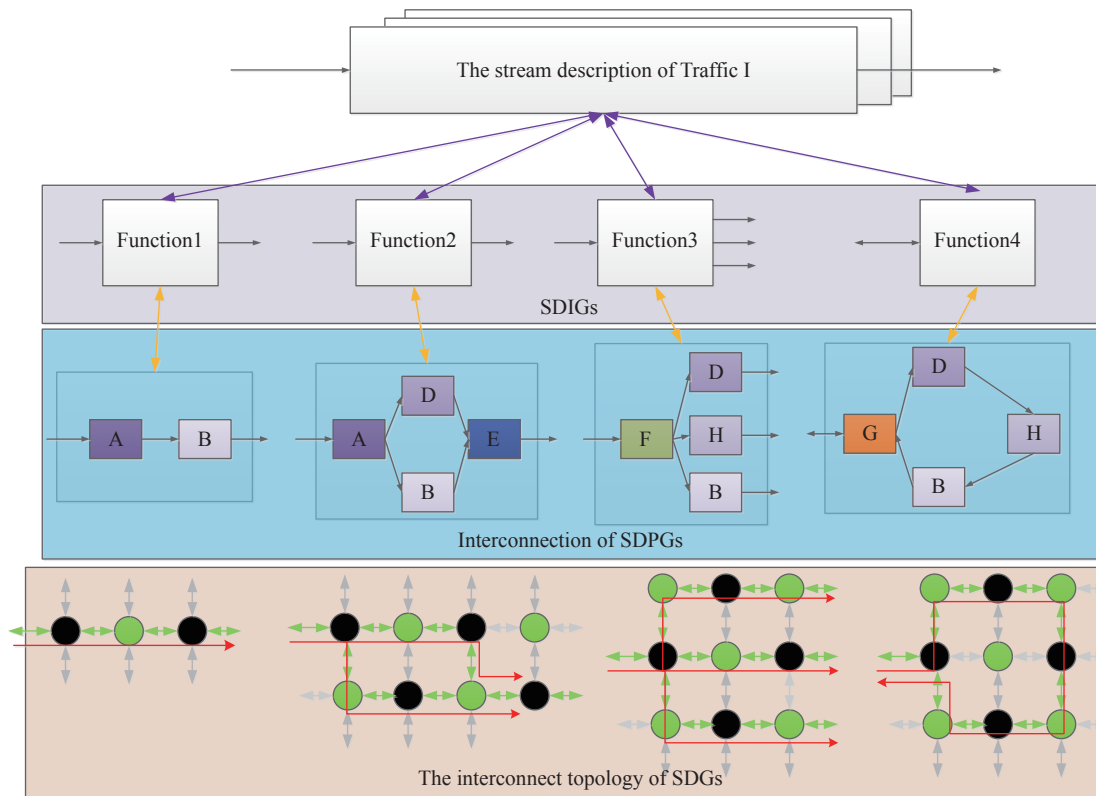 The stream description of Traffic I
Function1
Function2
Function3
Function4
SDIGs
A
B
A
D
B
E
F
D
H
B
G
D
H
B
Interconnection of SDPGs
The interconnect topology of SDGs